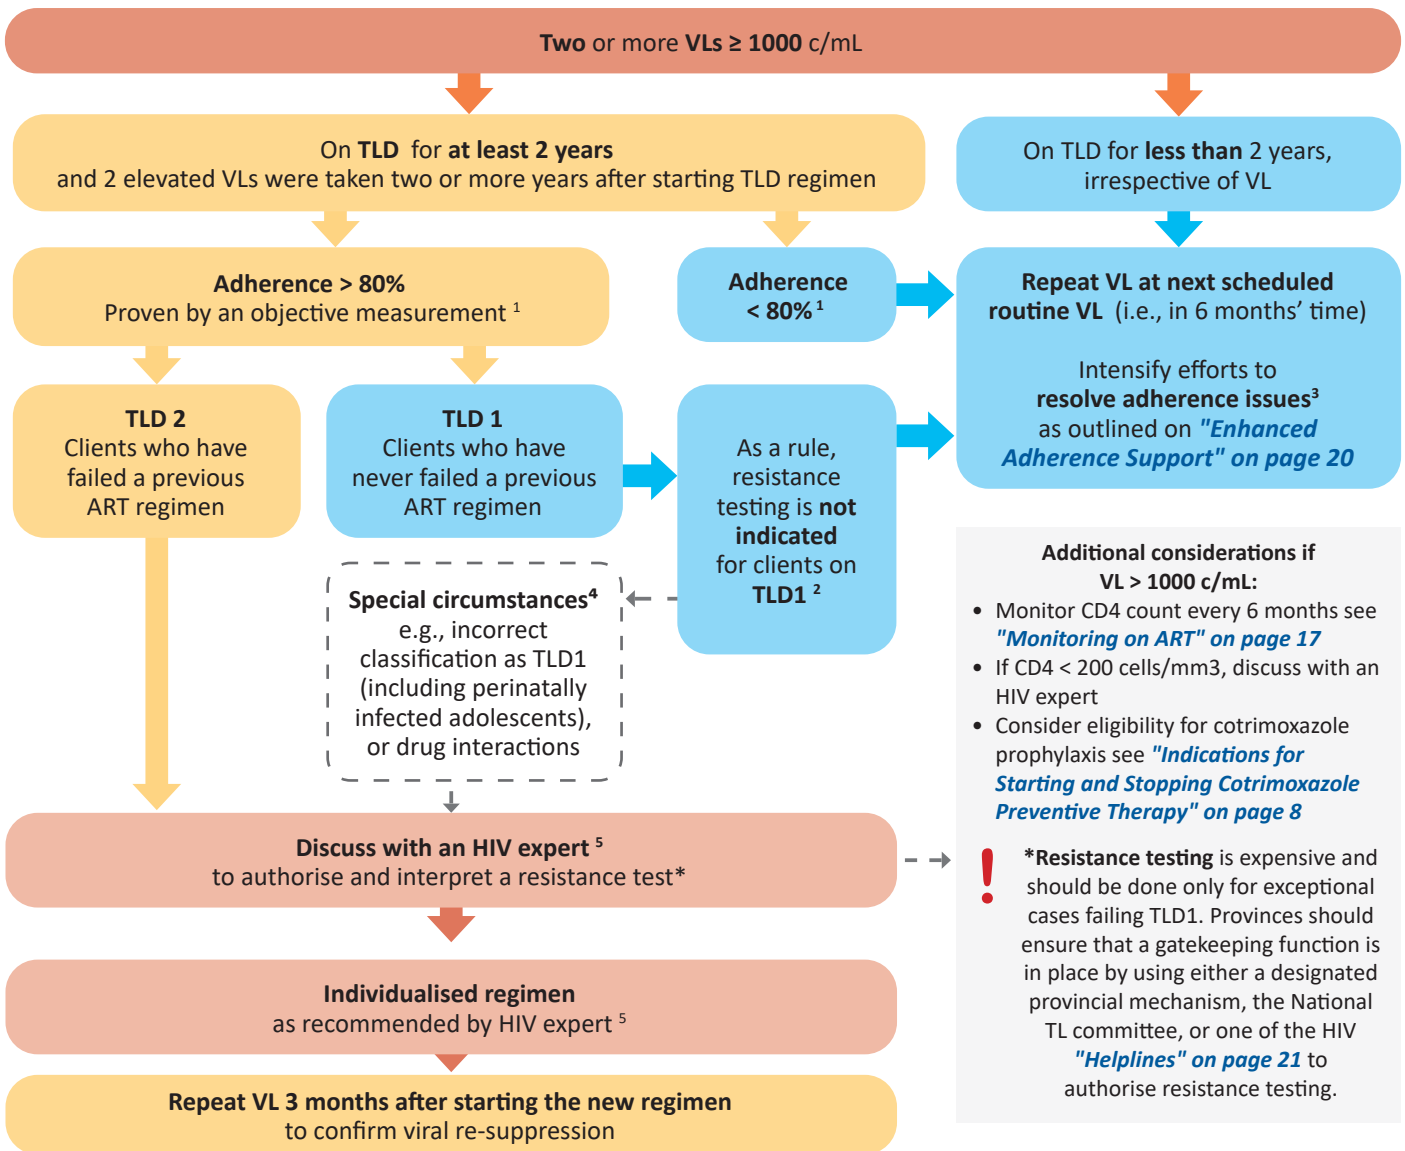 Two or more VLs ≥ 1000 c/mL
On TLD for at least 2 years
and 2 elevated VLs were taken two or more years after starting TLD regimen
On TLD for less than 2 years,
irrespective of VL
Adherence > 80%
Proven by an objective measurement 1
Adherence
< 80% 1
Repeat VL at next scheduled
routine VL (i.e., in 6 months' time)
Intensify efforts to
resolve adherence issues3
as outlined on "Enhanced
Adherence Support" on page 20
TLD 2
Clients who have
failed a previous
ART regimen
TLD 1
Clients who have
never failed a previous
ART regimen
As a rule,
resistance
testing is not
indicated
for clients on
TLD1 2
Special circumstances4
e.g., incorrect
classification as TLD1
(including perinatally
infected adolescents),
or drug interactions
Discuss with an HIV expert 5
to authorise and interpret a resistance test*
Individualised regimen
as recommended by HIV expert 5
Repeat VL 3 months after starting the new regimen
to confirm viral re-suppression
Additional considerations if
VL > 1000 c/mL:
• Monitor CD4 count every 6 months see
"Monitoring on ART" on page 17
• If CD4 < 200 cells/mm3, discuss with an
HIV expert
• Consider eligibility for cotrimoxazole
prophylaxis see "Indications for
Starting and Stopping Cotrimoxazole
Preventive Therapy" on page 8
! *Resistance testing is expensive and
should be done only for exceptional
cases failing TLD1. Provinces should
ensure that a gatekeeping function is
in place by using either a designated
provincial mechanism, the National
TL committee, or one of the HIV
"Helplines" on page 21 to
authorise resistance testing.